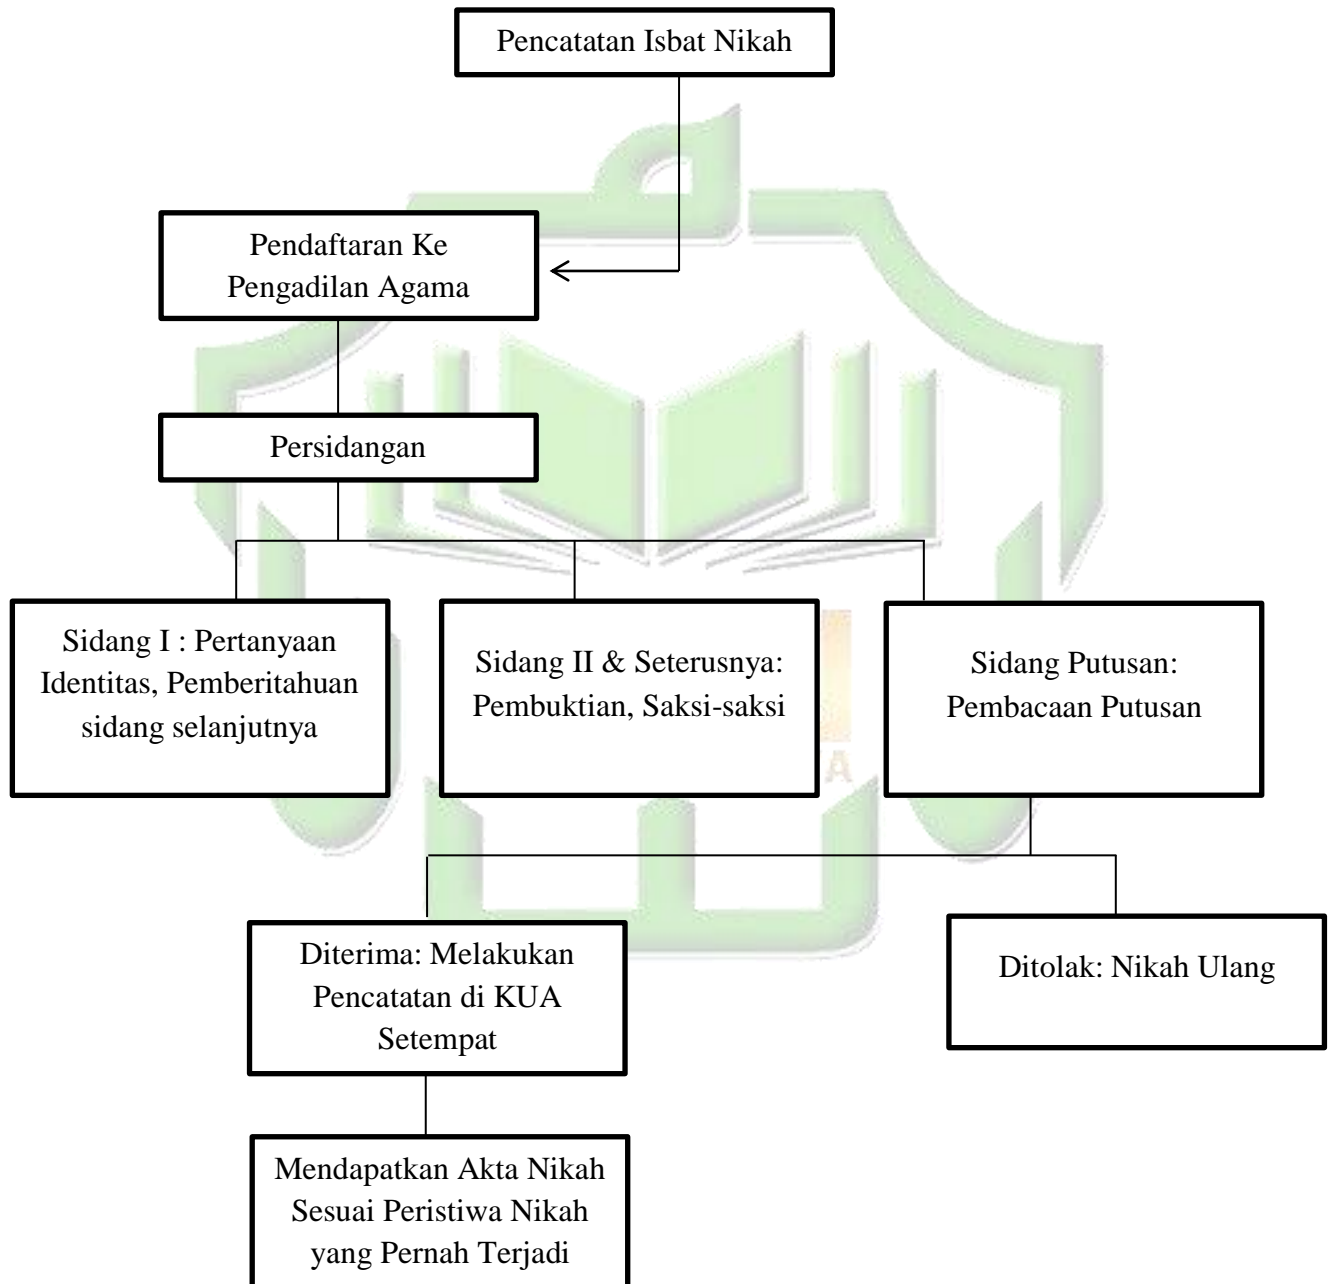 Pencatatan Isbat Nikah
Pendaftaran Ke
Pengadilan Agama
Persidangan
Sidang I : Pertanyaan
Identitas, Pemberitahuan
sidang selanjutnya
Sidang II & Seterusnya:
Pembuktian, Saksi-saksi
Sidang Putusan:
Pembacaan Putusan
A
Diterima: Melakukan
Pencatatan di KUA
Setempat
Ditolak: Nikah Ulang
Mendapatkan Akta Nikah
Sesuai Peristiwa Nikah
yang Pernah Terjadi